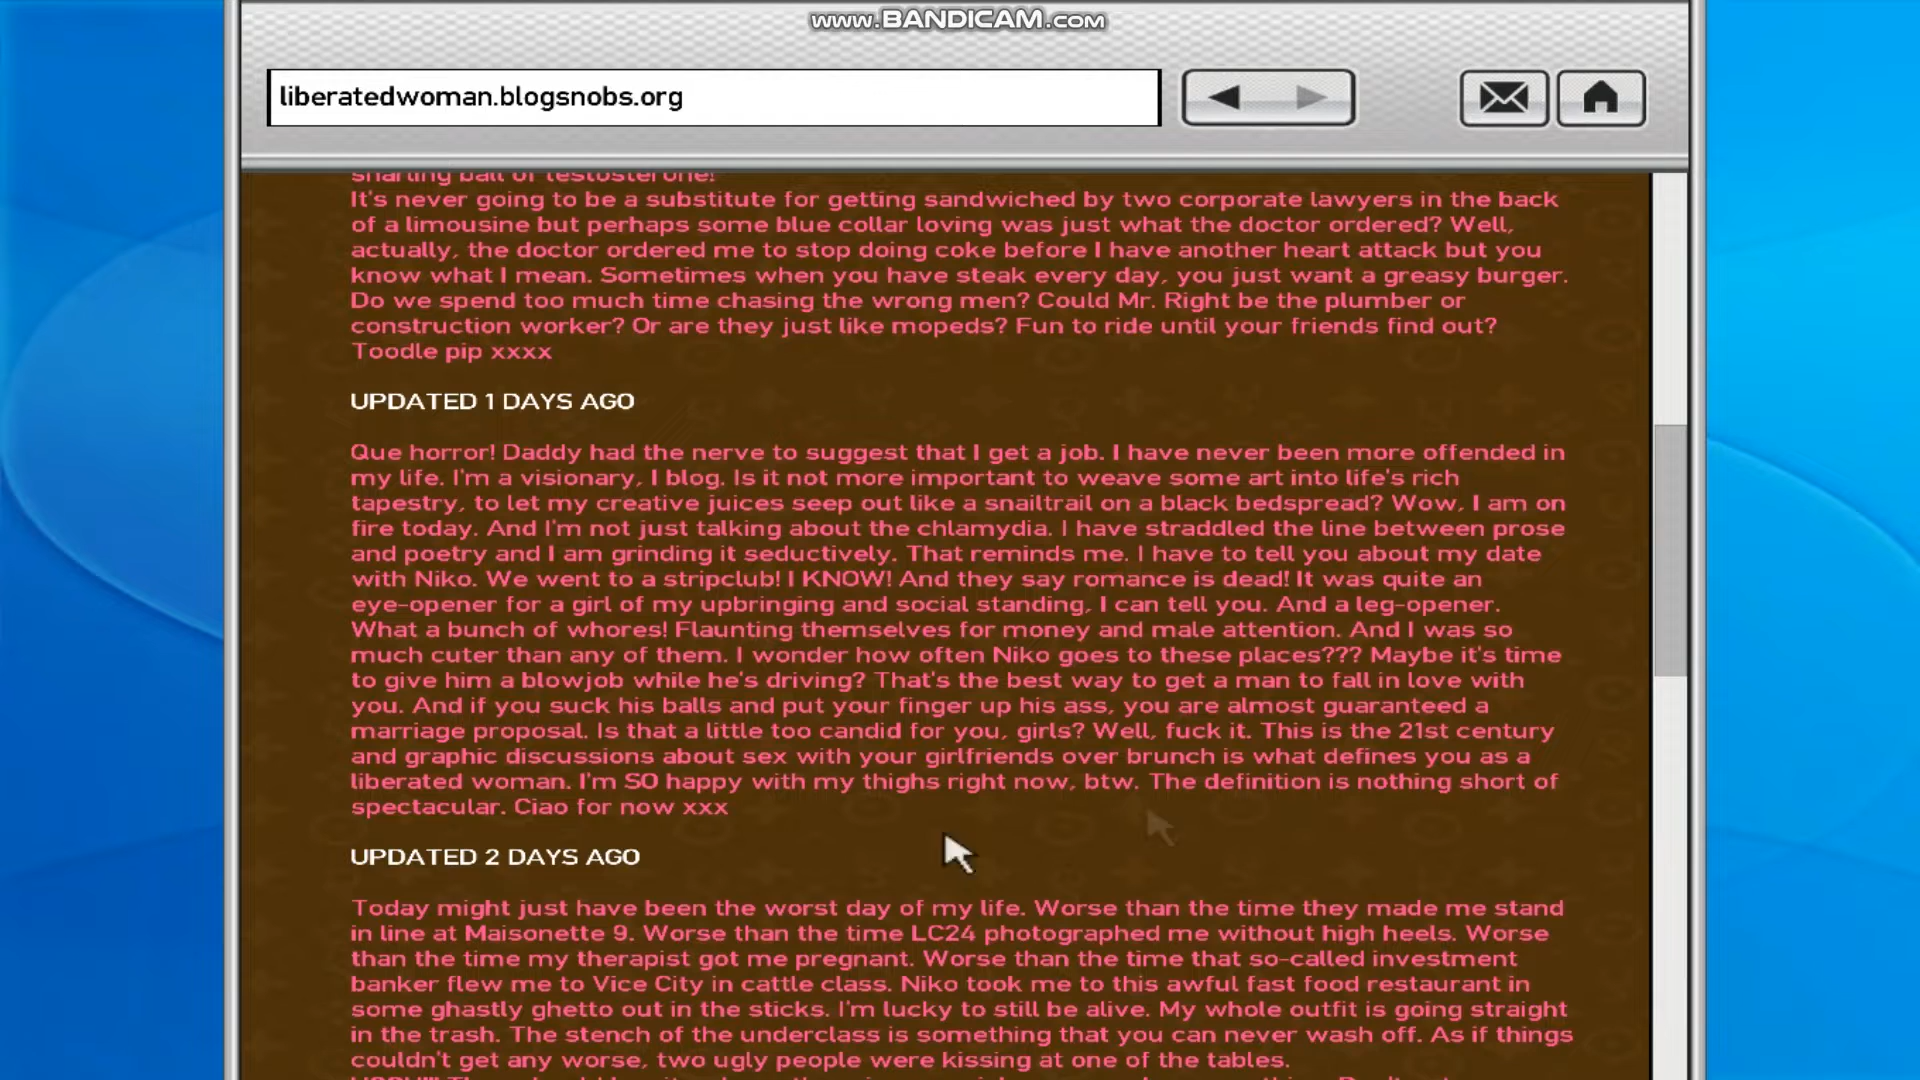 www.BANDICAM.com
liberatedwoman.blogsnobs.org
snarling ball of testosterone!
It's never going to be a substitute for getting sandwiched by two corporate lawyers in the back
of a limousine but perhaps some blue collar loving was just what the doctor ordered? Well,
actually, the doctor ordered me to stop doing coke before I have another heart attack but you
know what I mean. Sometimes when you have steak every day, you just want a greasy burger.
Do we spend too much time chasing the wrong men? Could Mr. Right be the plumber or
construction worker? Or are they just like mopeds? Fun to ride until your friends find out?
Toodle pip xxxx
UPDATED 1 DAYS AGO
Que horror! Daddy had the nerve to suggest that I get a job. I have never been more offended in
my life. I'm a visionary, I blog. Is it not more important to weave some art into life's rich
tapestry, to let my creative juices seep out like a snailtrail on a black bedspread? Wow, I am on
fire today. And I'm not just talking about the chlamydia. I have straddled the line between prose
and poetry and I am grinding it seductively. That reminds me. I have to tell you about my date
with Niko. We went to a stripclub! I KNOW! And they say romance is dead! It was quite an
eye-opener for a girl of my upbringing and social standing, I can tell you. And a leg-opener.
What a bunch of whores! Flaunting themselves for money and male attention. And I was so
much cuter than any of them. I wonder how often Niko goes to these places??? Maybe it's time
to give him a blowjob while he's driving? That's the best way to get a man to fall in love with
you. And if you suck his balls and put your finger up his ass, you are almost guaranteed a
marriage proposal. Is that a little too candid for you, girls? Well, fuck it. This is the 21st century
and graphic discussions about sex with your girlfriends over brunch is what defines you as a
liberated woman. I'm SO happy with my thighs right now, btw. The definition is nothing short of
spectacular. Ciao for now xxx
UPDATED 2 DAYS AGO
Today might just have been the worst day of my life. Worse than the time they made me stand
in line at Maisonette 9. Worse than the time LC24 photographed me without high heels. Worse
than the time my therapist got me pregnant. Worse than the time that so-called investment
banker flew me to Vice City in cattle class. Niko took me to this awful fast food restaurant in
some ghastly ghetto out in the sticks. I'm lucky to still be alive. My whole outfit is going straight
in the trash. The stench of the underclass is something that you can never wash off. As if things
couldn't get any worse, two ugly people were kissing at one of the tables.